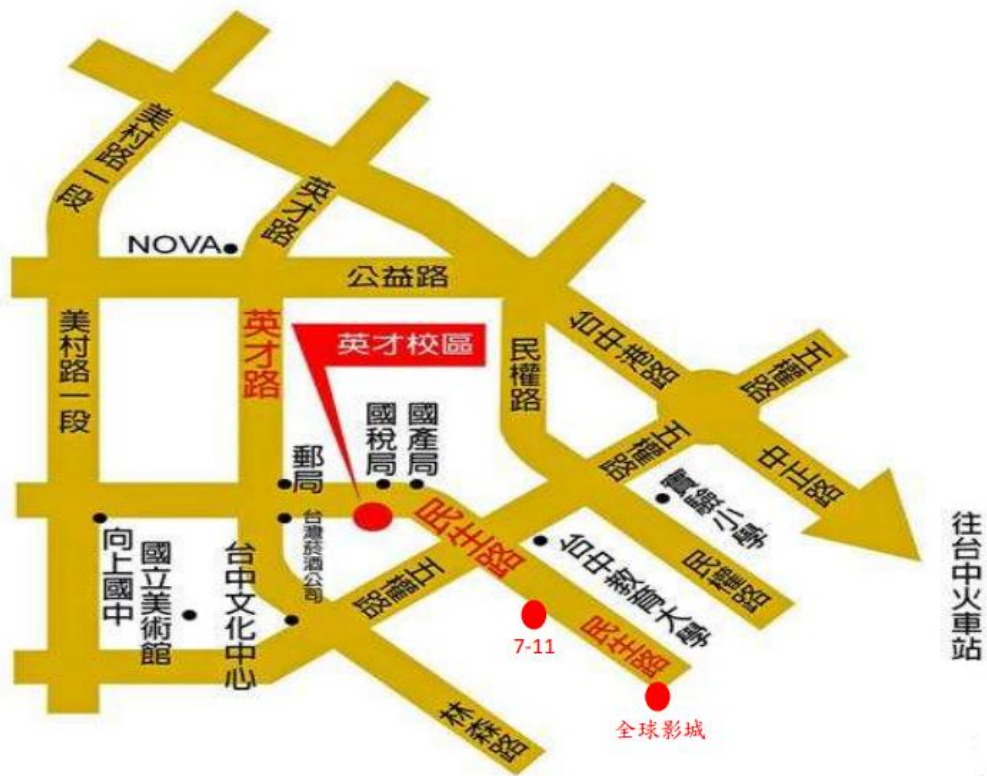 美村路一段
英才路
NOVA
公益路
美村路一段
英才路
英才校區
民權路
台中港路
五權路
五權路
中正路
國稅局
國產局
郵局
台灣菸酒公司
民生路
實驗小學
往台中火車站
向上國中
國立美術館
台中文化中心
五權路
台中教育大學
民權路
7-11
民生路
林森路
全球影城